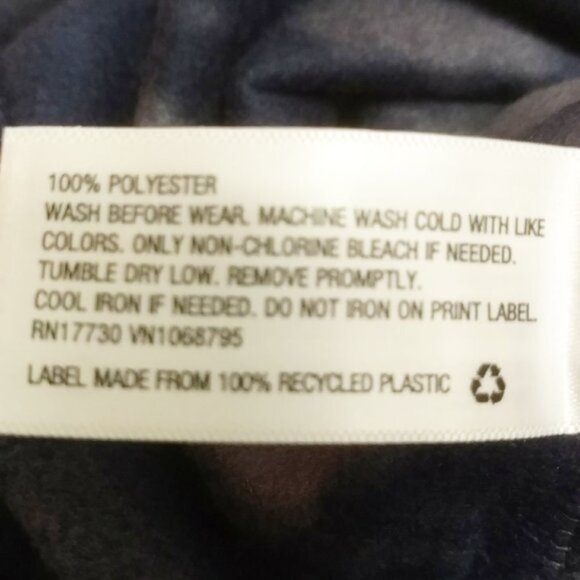 100% POLYESTER
WASH BEFORE WEAR. MACHINE WASH COLD WITH LIKE
COLORS. ONLY NON-CHLORINE BLEACH IF NEEDED.
TUMBLE DRY LOW. REMOVE PROMPTLY.
COOL IRON IF NEEDED. DO NOT IRON ON PRINT LABEL.
RN17730 VN1068795
LABEL MADE FROM 100% RECYCLED PLASTIC